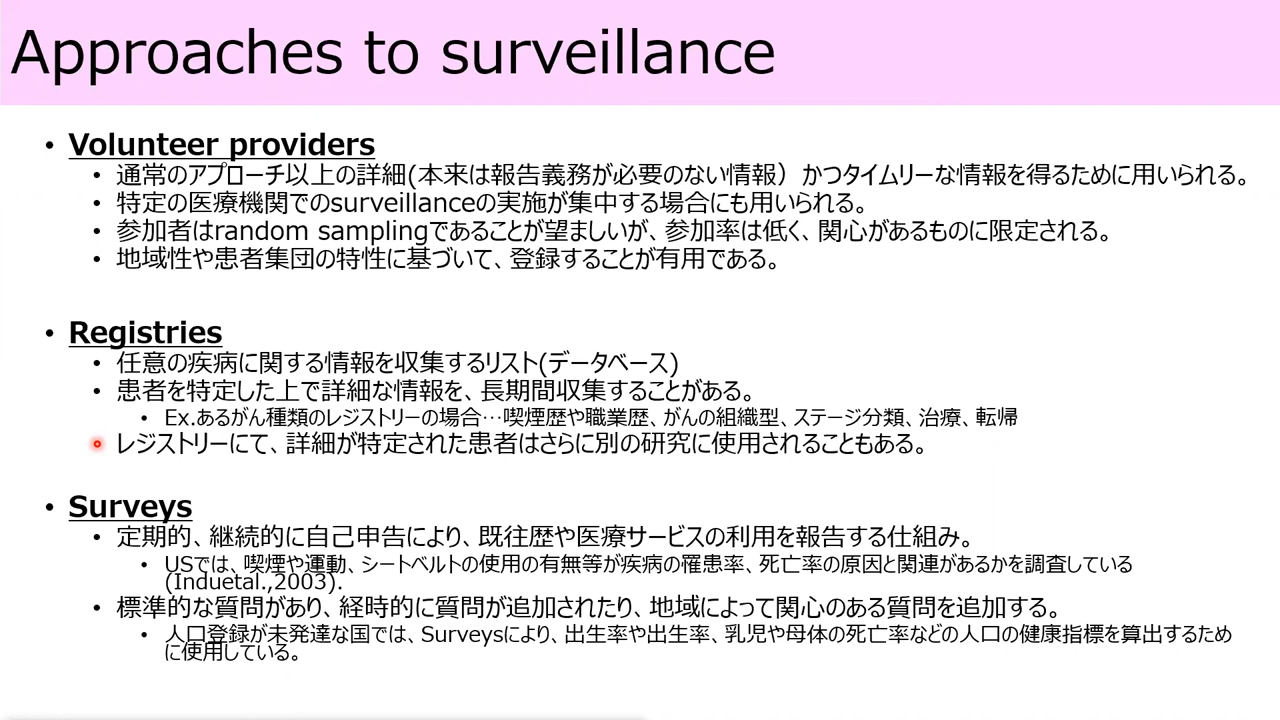 Approaches to surveillance
• Volunteer providers
• 通常のアプローチ以上の詳細(本来は報告義務が必要のない情報）かつタイムリーな情報を得るために用いられる。
• 特定の医療機関でのsurveillanceの実施が集中する場合にも用いられる。
• 参加者はrandom samplingであることが望ましいが、参加率は低く、関心があるものに限定される。
• 地域性や患者集団の特性に基づいて、登録することが有用である。
• Registries
• 任意の疾病に関する情報を収集するリスト(データベース)
• 患者を特定した上で詳細な情報を、長期間収集することがある。
• Ex.あるがん種類のレジストリーの場合…喫煙歴や職業歴、がんの組織型、ステージ分類、治療、転帰
• レジストリーにて、詳細が特定された患者はさらに別の研究に使用されることもある。
• Surveys
• 定期的、継続的に自己申告により、既往歴や医療サービスの利用を報告する仕組み。
• USでは、喫煙や運動、シートベルトの使用の有無等が疾病の罹患率、死亡率の原因と関連があるかを調査している
(Induetal.,2003).
• 標準的な質問があり、経時的に質問が追加されたり、地域によって関心のある質問を追加する。
• 人口登録が未発達な国では、Surveysにより、出生率や出生率、乳児や母体の死亡率などの人口の健康指標を算出するため
に使用している。